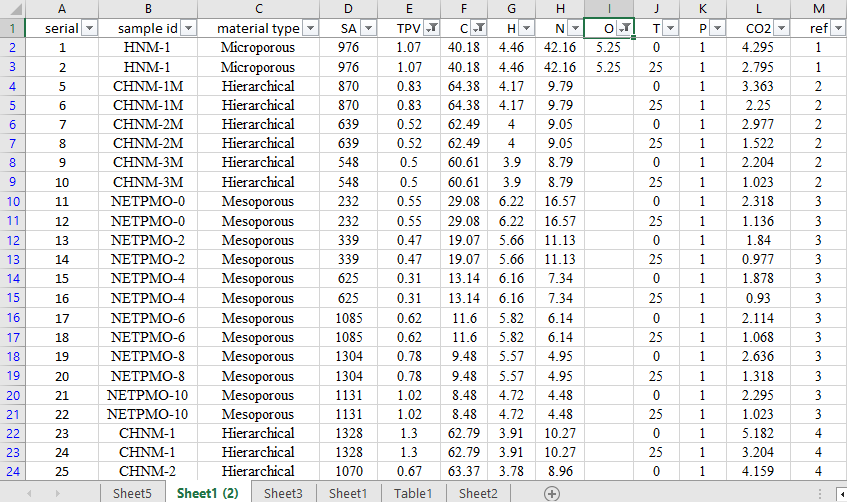 A B C D E F G H I J K L M
1 serial sample id material type SA TPV C H N O T P CO2 ref
2 1 HNM-1 Microporous 976 1.07 40.18 4.46 42.16 5.25 0 1 4.295 1
3 2 HNM-1 Microporous 976 1.07 40.18 4.46 42.16 5.25 25 1 2.795 1
4 5 CHNM-1M Hierarchical 870 0.83 64.38 4.17 9.79 0 1 3.363 2
5 6 CHNM-1M Hierarchical 870 0.83 64.38 4.17 9.79 25 1 2.25 2
6 7 CHNM-2M Hierarchical 639 0.52 62.49 4 9.05 0 1 2.977 2
7 8 CHNM-2M Hierarchical 639 0.52 62.49 4 9.05 25 1 1.522 2
8 9 CHNM-3M Hierarchical 548 0.5 60.61 3.9 8.79 0 1 2.204 2
9 10 CHNM-3M Hierarchical 548 0.5 60.61 3.9 8.79 25 1 1.023 2
10 11 NETPMO-0 Mesoporous 232 0.55 29.08 6.22 16.57 0 1 2.318 3
11 12 NETPMO-0 Mesoporous 232 0.55 29.08 6.22 16.57 25 1 1.136 3
12 13 NETPMO-2 Mesoporous 339 0.47 19.07 5.66 11.13 0 1 1.84 3
13 14 NETPMO-2 Mesoporous 339 0.47 19.07 5.66 11.13 25 1 0.977 3
14 15 NETPMO-4 Mesoporous 625 0.31 13.14 6.16 7.34 0 1 1.878 3
15 16 NETPMO-4 Mesoporous 625 0.31 13.14 6.16 7.34 25 1 0.93 3
16 17 NETPMO-6 Mesoporous 1085 0.62 11.6 5.82 6.14 0 1 2.114 3
17 18 NETPMO-6 Mesoporous 1085 0.62 11.6 5.82 6.14 25 1 1.068 3
18 19 NETPMO-8 Mesoporous 1304 0.78 9.48 5.57 4.95 0 1 2.636 3
19 20 NETPMO-8 Mesoporous 1304 0.78 9.48 5.57 4.95 25 1 1.318 3
20 21 NETPMO-10 Mesoporous 1131 1.02 8.48 4.72 4.48 0 1 2.295 3
21 22 NETPMO-10 Mesoporous 1131 1.02 8.48 4.72 4.48 25 1 1.023 3
22 23 CHNM-1 Hierarchical 1328 1.3 62.79 3.91 10.27 0 1 5.182 4
23 24 CHNM-1 Hierarchical 1328 1.3 62.79 3.91 10.27 25 1 3.204 4
24 25 CHNM-2 Hierarchical 1070 0.67 63.37 3.78 8.96 0 1 4.159 4
Sheet5 Sheet1 (2) Sheet3 Sheet1 Table1 Sheet2